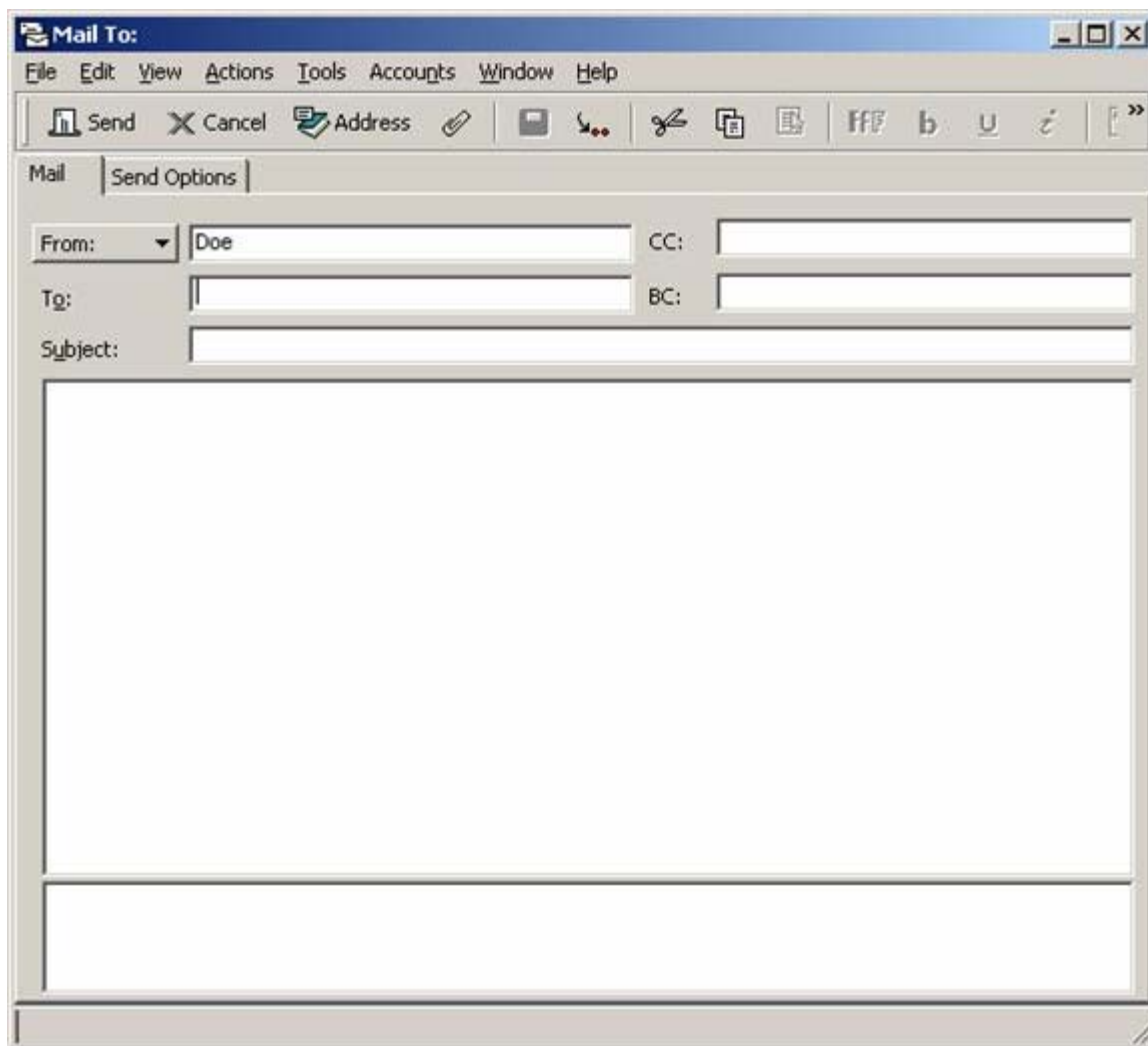 Mail To:
File Edit View Actions Tools Accounts Window Help
Send Cancel Address b U i »
Mail Send Options
From: Doe CC:
To: BC:
Subject: